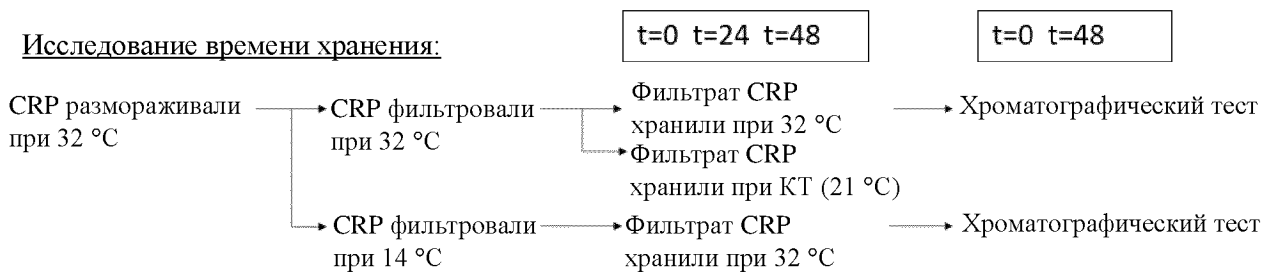 Исследование времени хранения:
t=0 t=24 t=48
t=0 t=48
CRP размораживали
при 32 °C
CRP фильтровали
при 32 °C
Фильтрат CRP
хранили при 32 °C
Хроматографический тест
Фильтрат CRP
хранили при КТ (21 °C)
CRP фильтровали
при 14 °C
Фильтрат CRP
хранили при 32 °C
Хроматографический тест